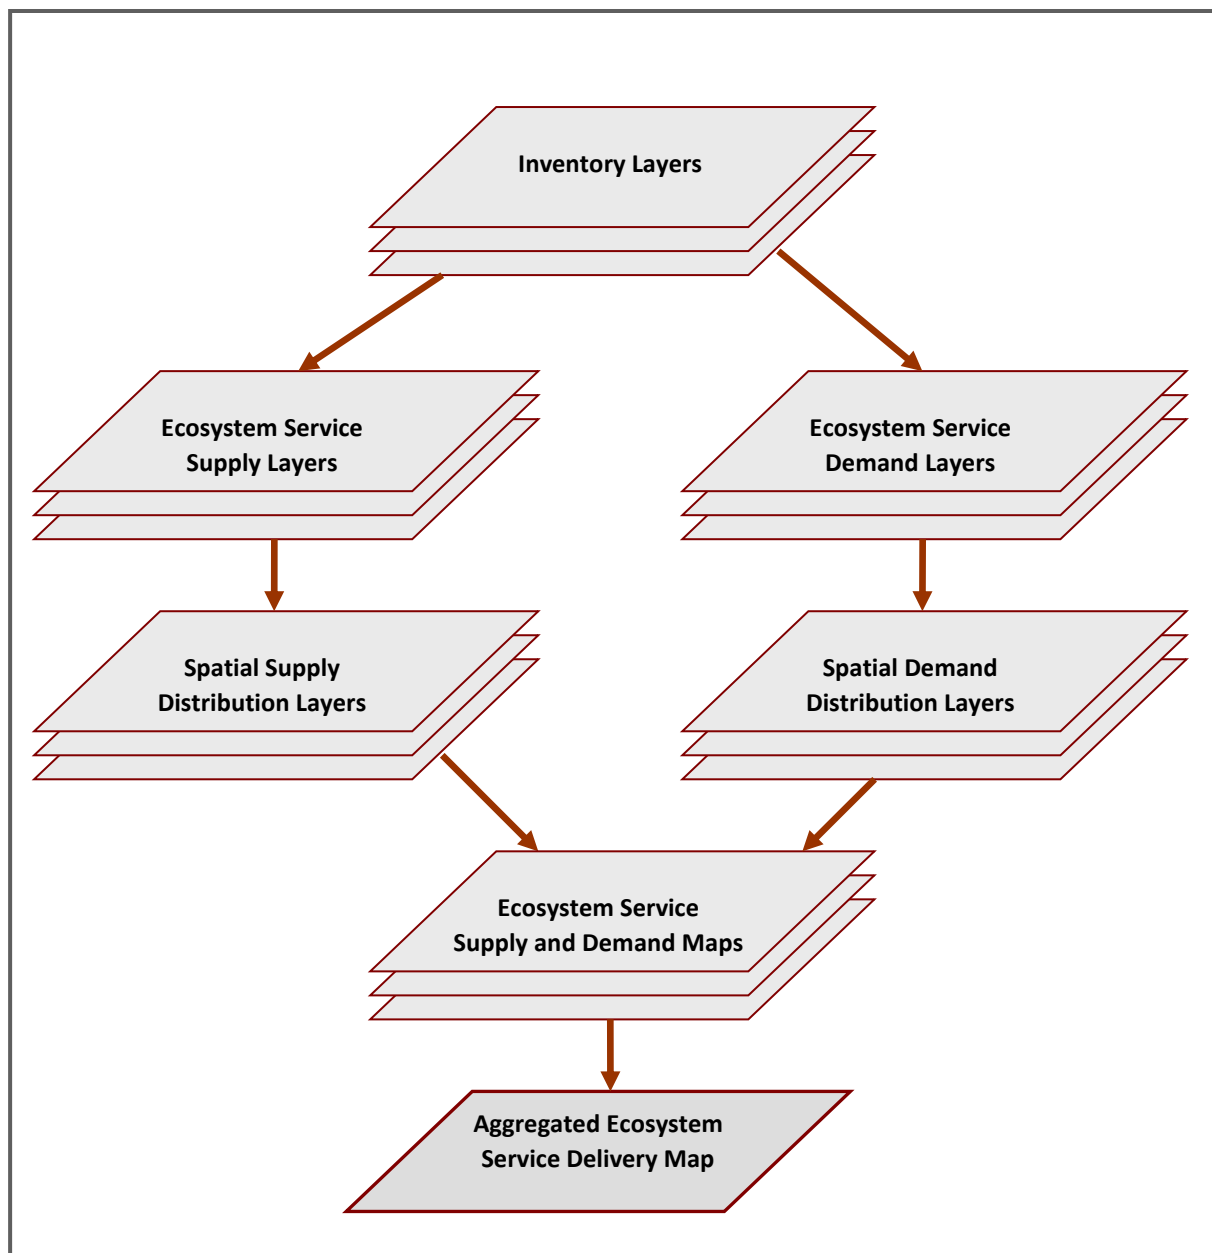 Inventory Layers
Ecosystem Service
Supply Layers
Ecosystem Service
Demand Layers
Spatial Supply
Distribution Layers
Spatial Demand
Distribution Layers
Ecosystem Service
Supply and Demand Maps
Aggregated Ecosystem
Service Delivery Map